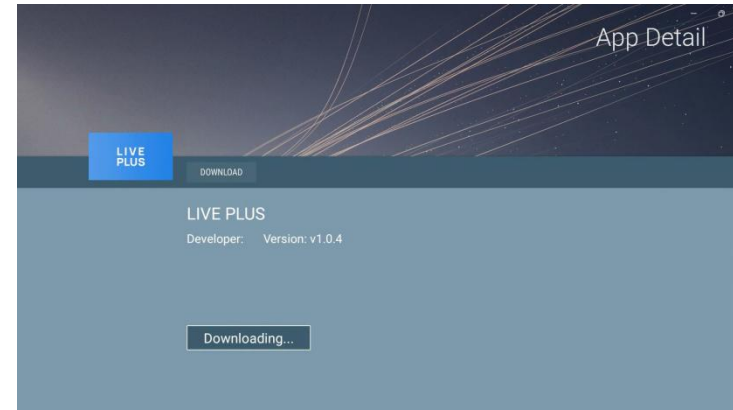 App Detail
LIVE
PLUS
DOWNLOAD
LIVE PLUS
Developer: Version: v1.0.4
Downloading...